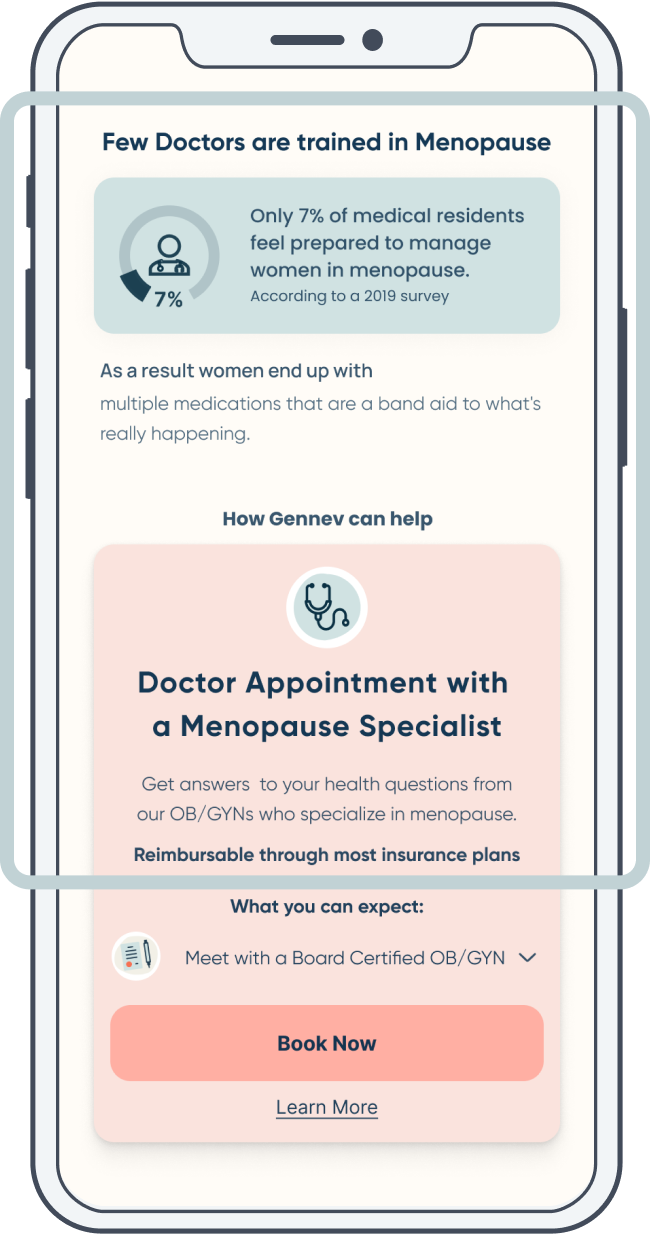 Few Doctors are trained in Menopause
Only 7% of medical residents
feel prepared to manage
women in menopause.
According to a 2019 survey
7%
As a result women end up with
multiple medications that are a band aid to what's
really happening.
How Gennev can help
Doctor Appointment with
a Menopause Specialist
Get answers  to your health questions from
our OB/GYNs who specialize in menopause.
Reimbursable through most insurance plans
What you can expect:
Meet with a Board Certified OB/GYN
Book Now
Learn More